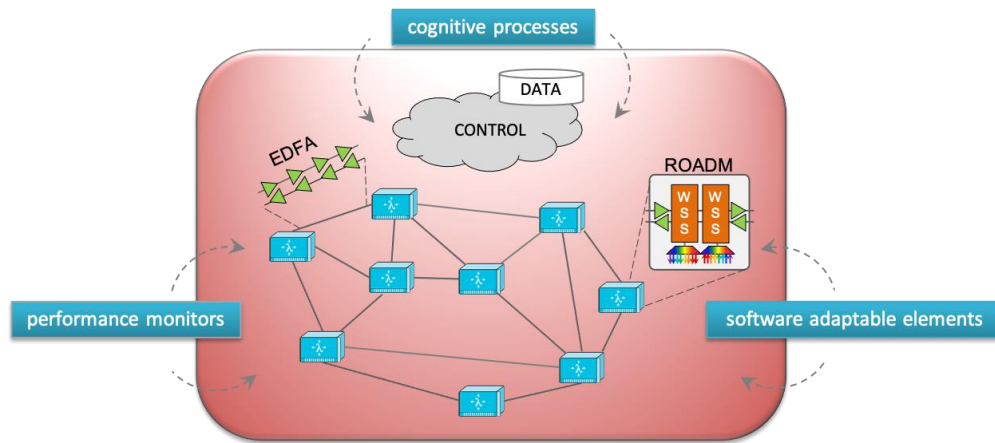 cognitive processes
DATA
CONTROL
EDFA
ROADM
W W
S S
S S
performance monitors
software adaptable elements